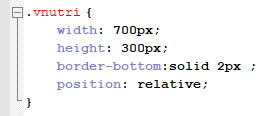 .vnutri {
width: 700px;
height: 300px;
border-bottom:solid 2px ;
position: relative;
}